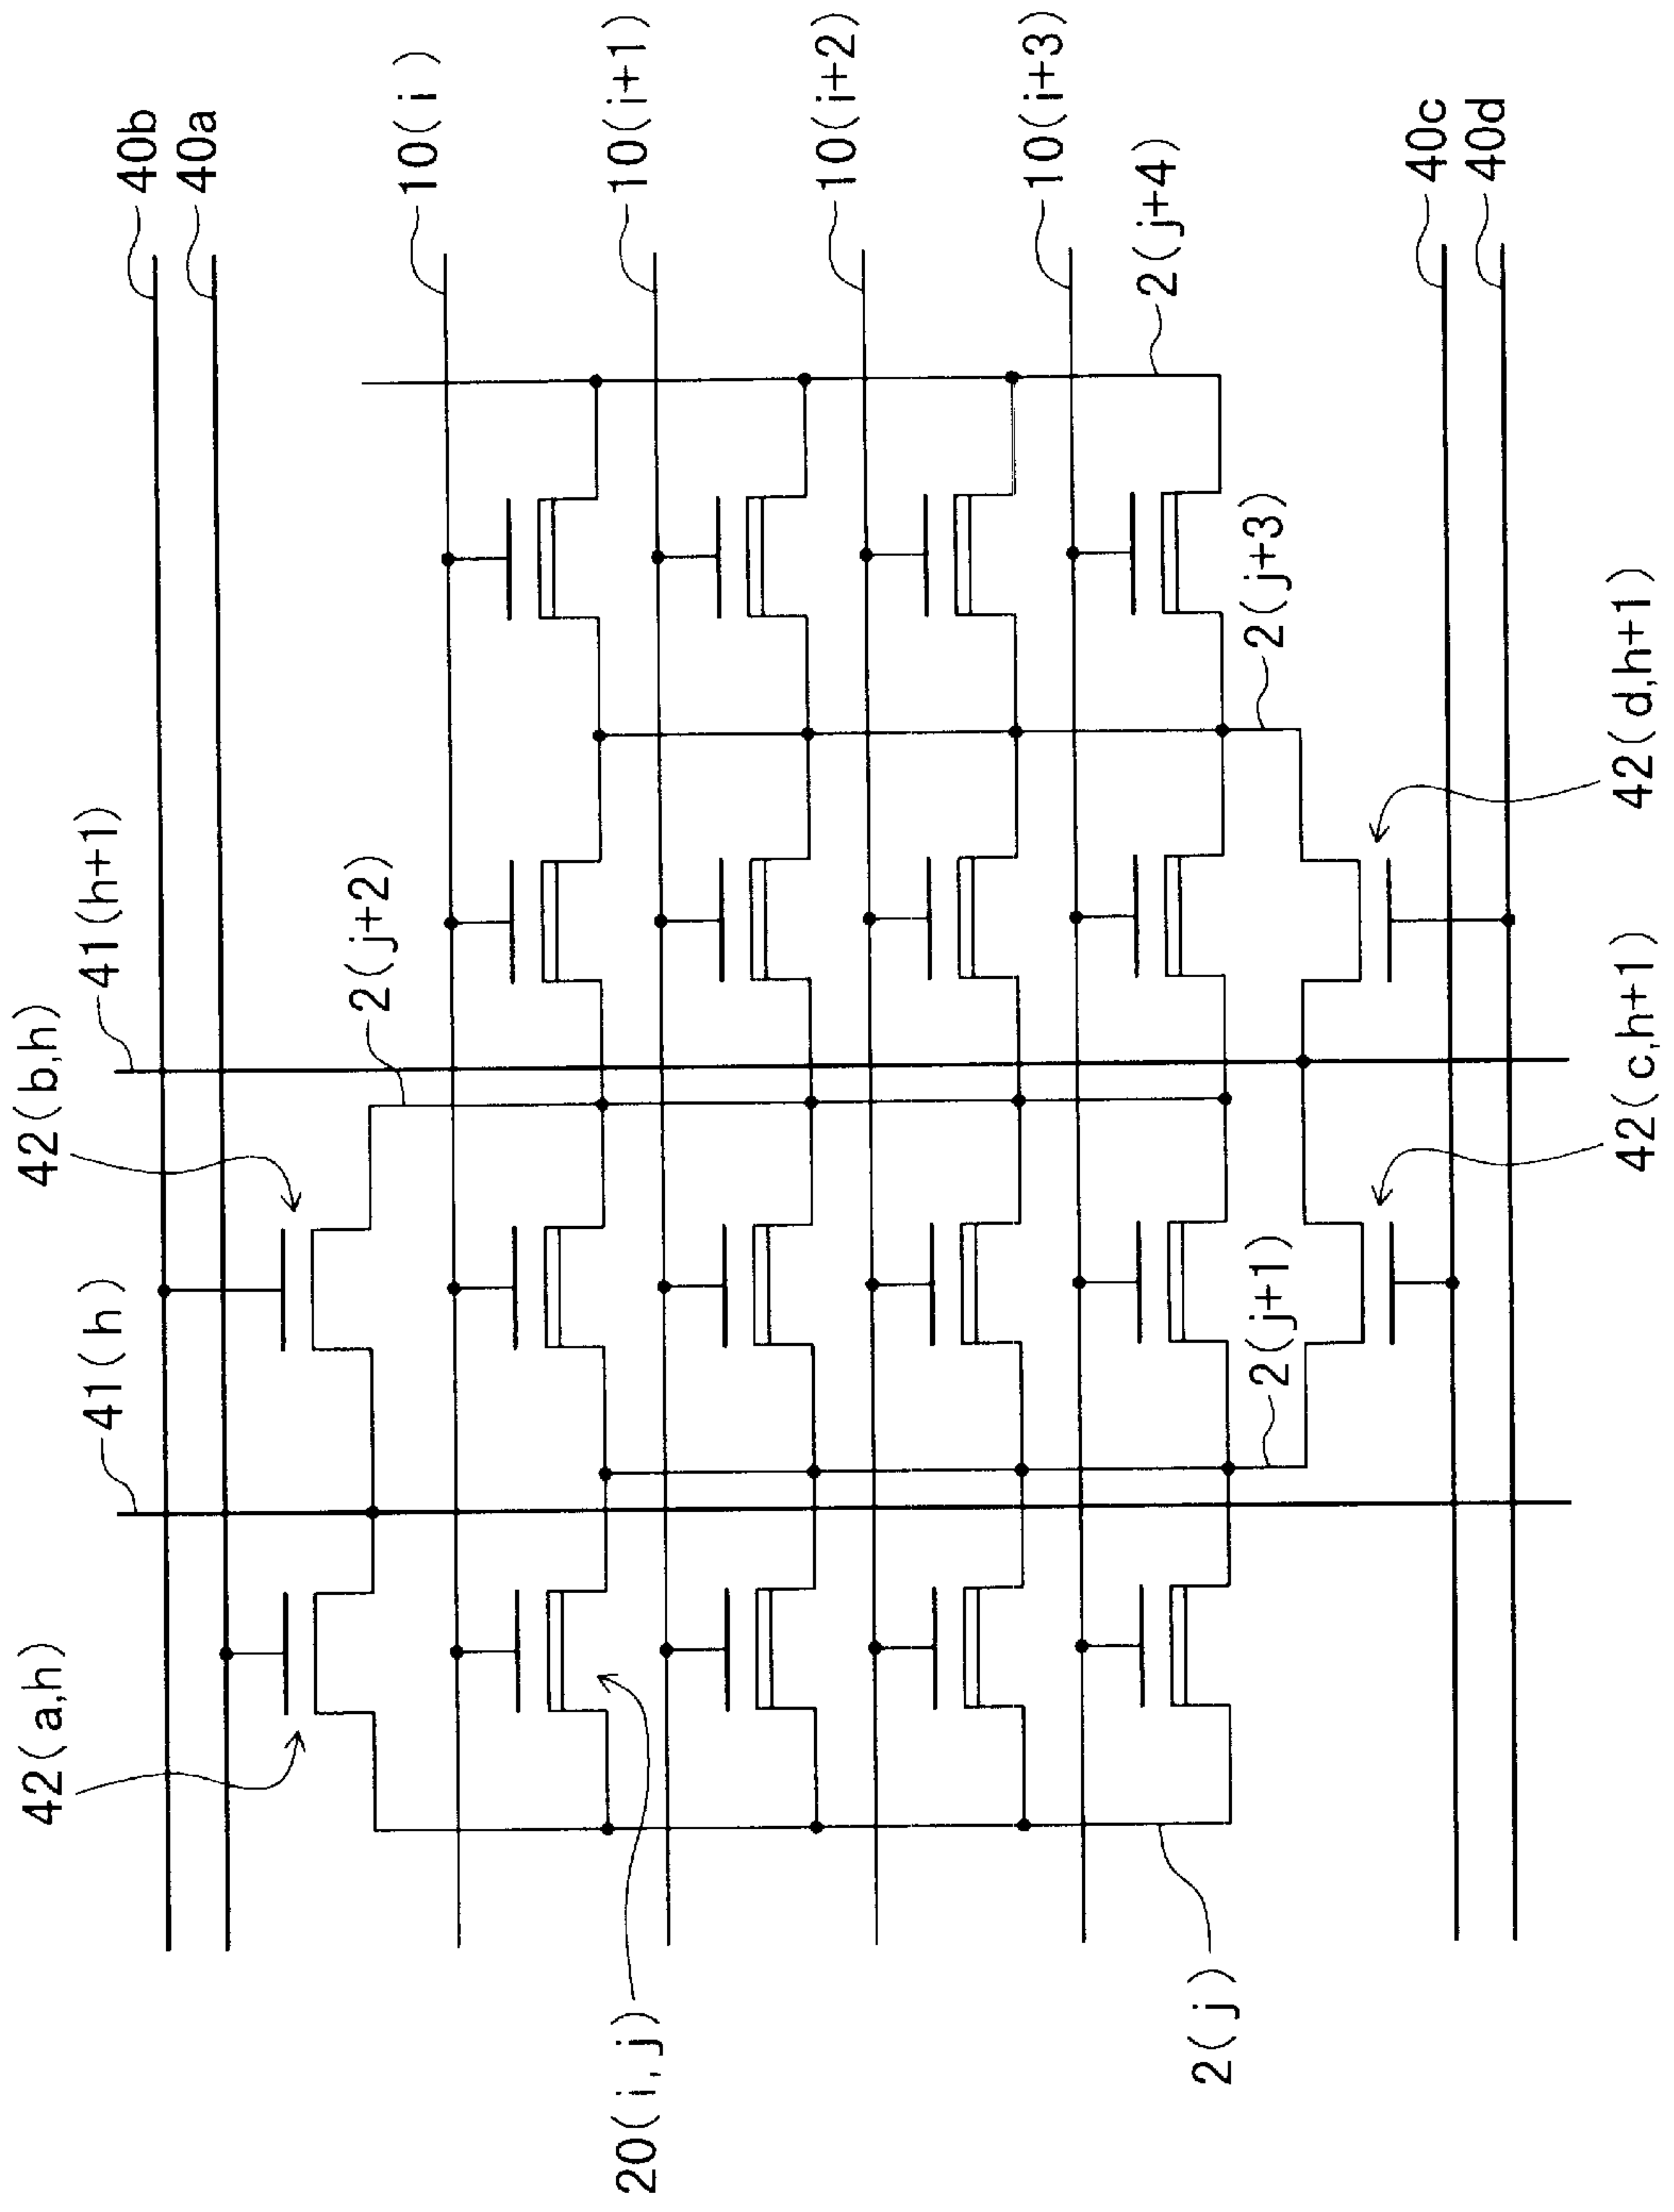 40b
40a
10(i)
10(i+1)
10(i+2)
10(i+3)
2(j+4)
40c
40d
41(h+1)
2(j+2)
2(j+3)
42(d,h+1)
42(b,h)
42(c,h+1)
41(h)
2(j+1)
42(a,h)
20(i,j)
2(j)